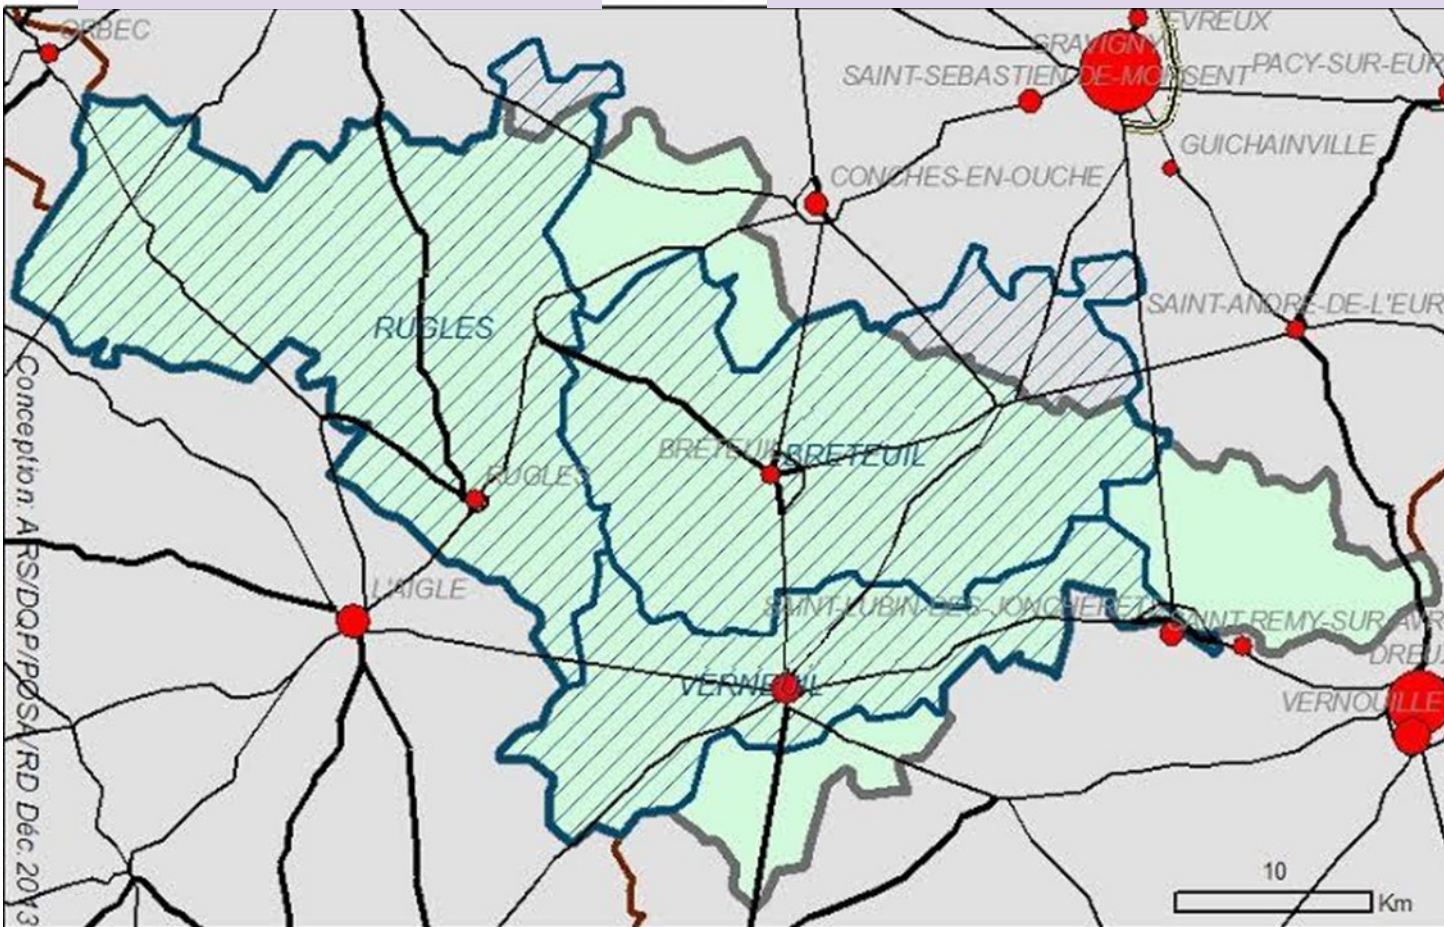 ORBEC
EVREUX
GRAVIGNY
SAINT-SEBASTIEN-DE-MORSENT
PACY-SUR-EUR
GUICHAINVILLE
CONCHES-EN-OUCHE
SAINT-ANDRE-DE-L'EUR
RUGLES
BRETEUIL
BRETEUIL
RUGLES
L'AIGLE
SAINT-LUBIN-DES-JONCHERETS
SAINT-REMY-SUR-AVR
DREUX
VERNEUIL
VERNOUILLE
10
Km
Conception: ARS/DQP/POSA/RD Déc. 2013